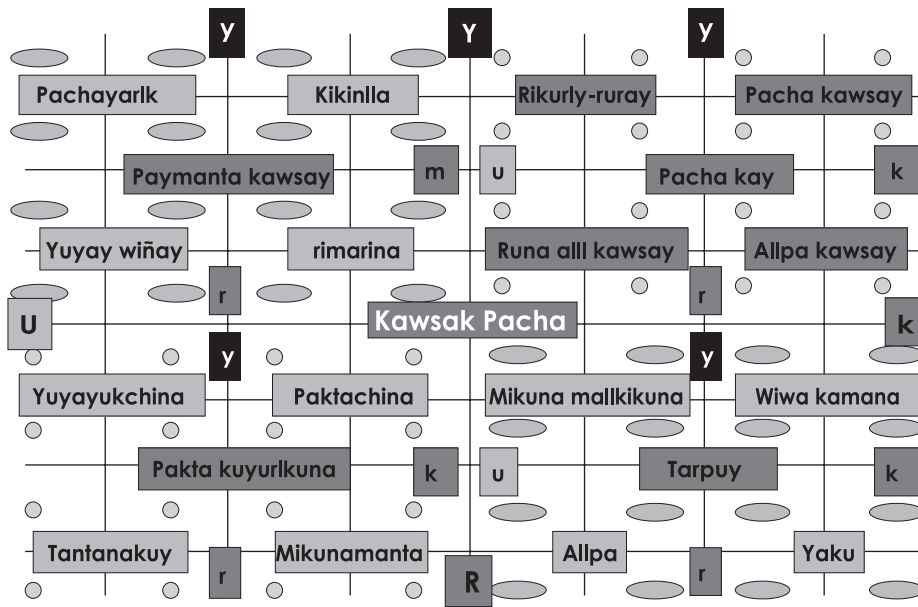 y Y y
Pachayarlk Kikinlla Rikurly-ruray Pacha kawsay
Paymanta kawsay m u Pacha kay k
Yuyay wiñay rimarina Runa alll kawsay Allpa kawsay
r r
U Kawsak Pacha k
y y
Yuyayukchina Paktachina Mikuna mallkikuna Wiwa kamana
Pakta kuyurlkuna k u Tarpuy k
Tantanakuy Mikunamanta Allpa Yaku
r R r